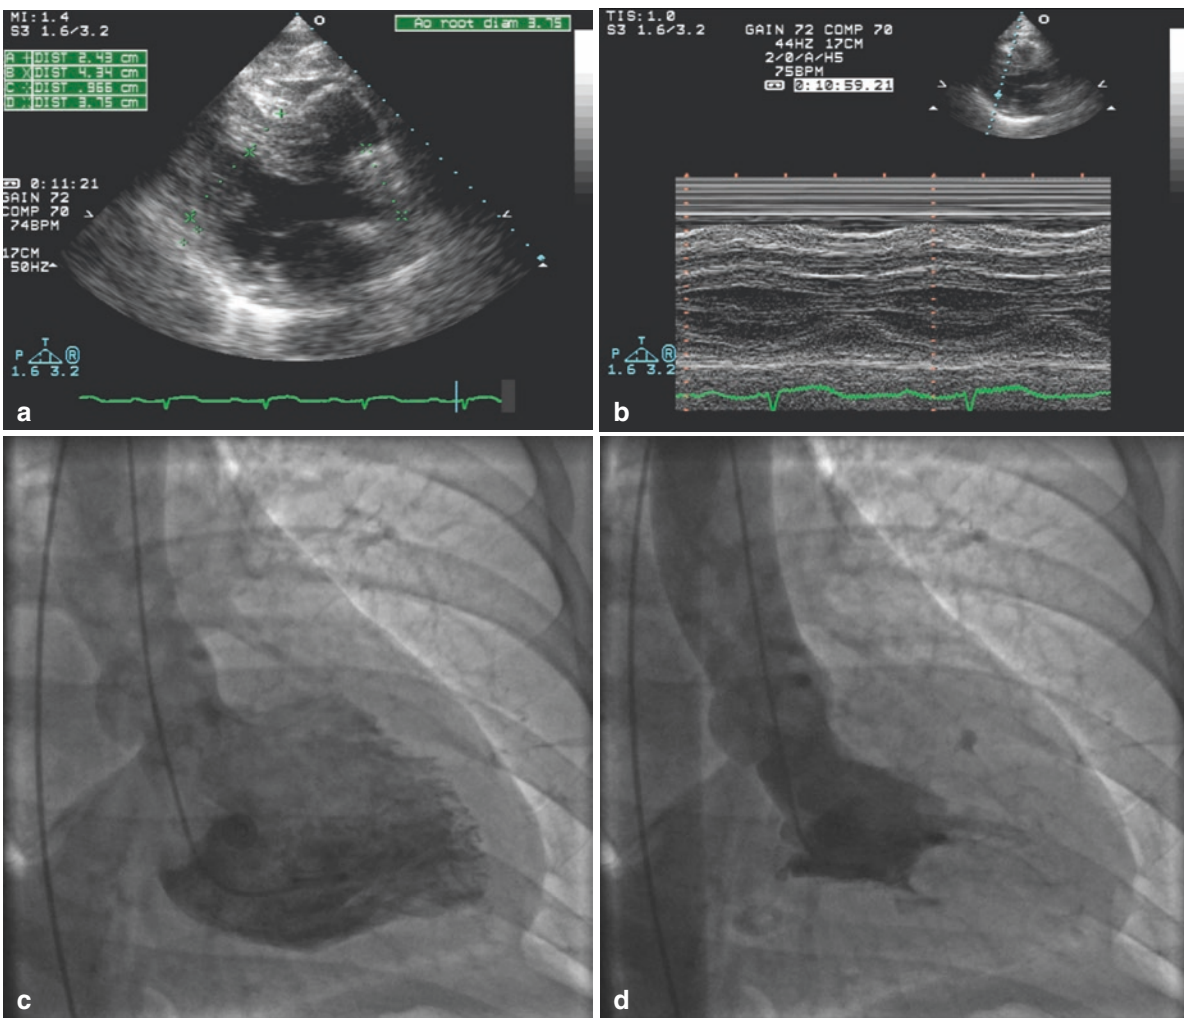 MI:1.4
S3 1.6/3.2
Ao root diam 3.75
A DIST 2.43 cm
B DIST 4.34 cm
C DIST .966 cm
D DIST 3.75 cm
0:11:21
GAIN 72
COMP 70
74BPM
17CM
50HZ
T
P R
1.6 3.2
a
TIS:1.0
S3 1.6/3.2
GAIN 72 COMP 70
44HZ 17CM
2/0/A/H5
75BPM
0:10:59.21
T
P R
1.6 3.2
b
c
d